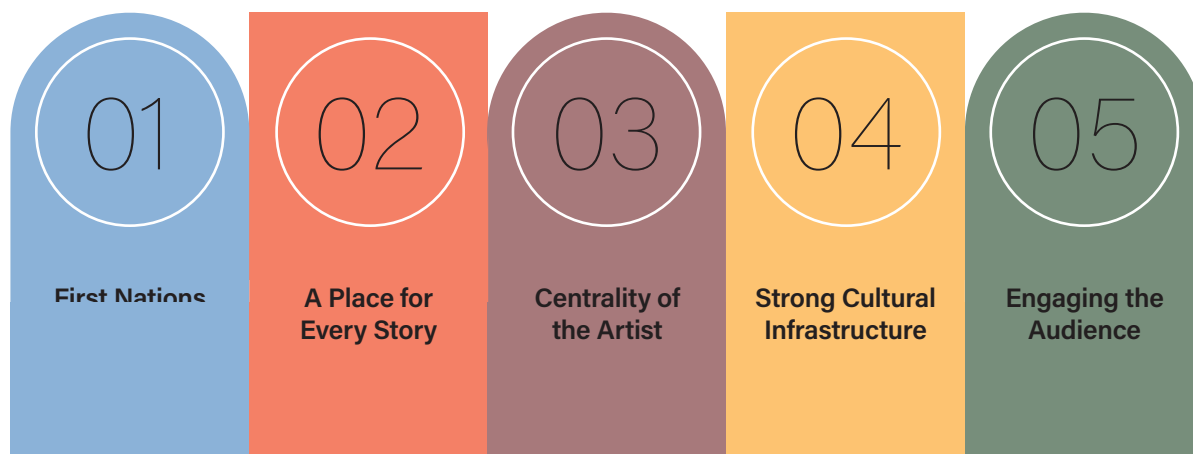 01
First Nations
02
A Place for
Every Story
03
Centrality of
the Artist
04
Strong Cultural
Infrastructure
05
Engaging the
Audience